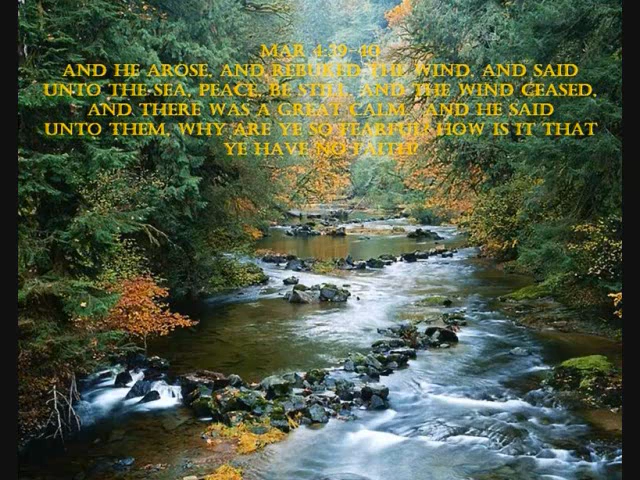 MAR 4:39-40
AND HE AROSE, AND REBUKED THE WIND, AND SAID
UNTO THE SEA, PEACE, BE STILL. AND THE WIND CEASED,
AND THERE WAS A GREAT CALM. AND HE SAID
UNTO THEM, WHY ARE YE SO FEARFUL? HOW IS IT THAT
YE HAVE NO FAITH?